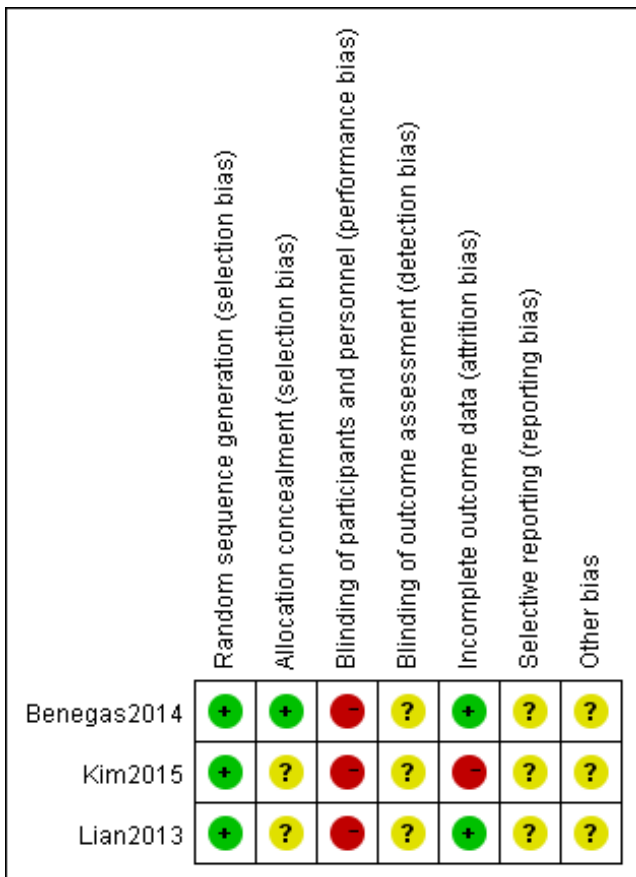 Random sequence generation (selection bias)
Allocation concealment (selection bias)
Blinding of participants and personnel (performance bias)
Blinding of outcome assessment (detection bias)
Incomplete outcome data (attrition bias)
Selective reporting (reporting bias)
Other bias
Benegas2014 + + - ? + ? ?
Kim2015 + ? - ? - ? ?
Lian2013 + ? - ? + ? ?